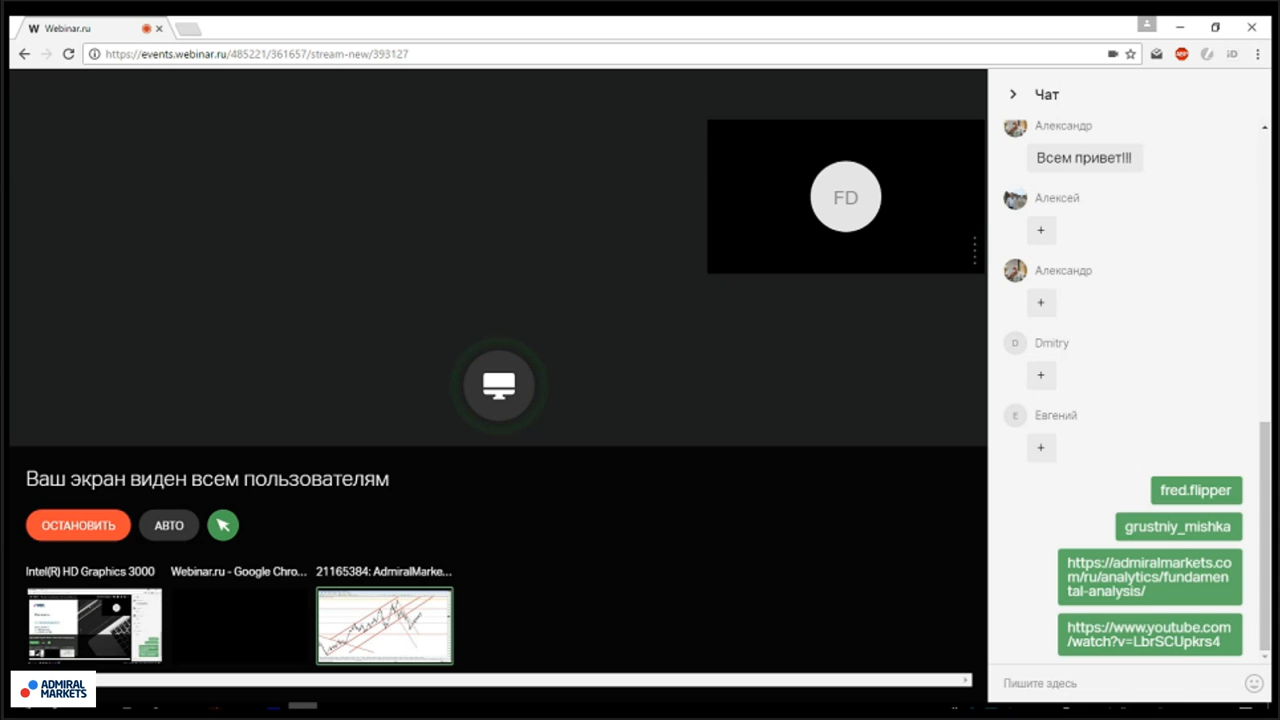 Webinar.ru
https://events.webinar.ru/485221/361657/stream-new/393127
ABP
iD
FD
Ваш экран виден всем пользователям
ОСТАНОВИТЬ
АВТО
Intel(R) HD Graphics 3000
Webinar.ru - Google Chro...
21165384: AdmiralMarke...
ADMIRAL
MARKETS
Чат
Александр
Всем привет!!!
Алексей
+
Александр
+
D
Dmitry
+
E
Евгений
+
fred.flipper
grustniy_mishka
https://admiralmarkets.co
m/ru/analytics/fundamen
tal-analysis/
https://www.youtube.com
/watch?v=LbrSCUpkrs4
Пишите здесь